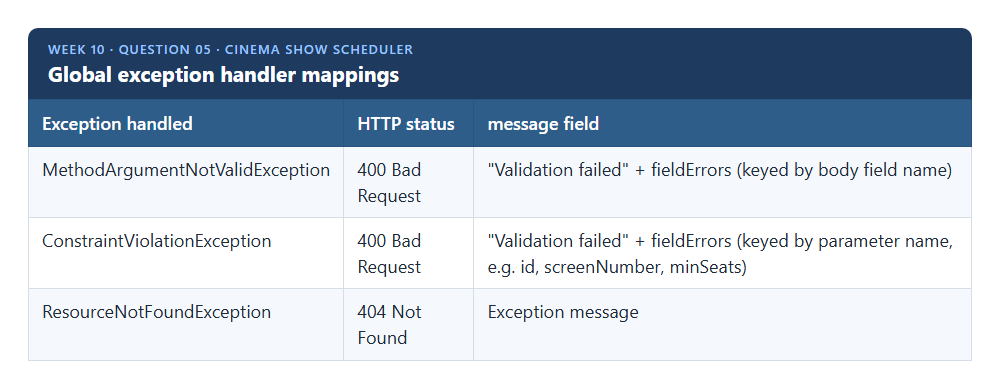 WEEK 10 · QUESTION 05 · CINEMA SHOW SCHEDULER
Global exception handler mappings
Exception handled
HTTP status
message field
MethodArgumentNotValidException
400 Bad
Request
"Validation failed" + fieldErrors (keyed by body field name)
ConstraintViolationException
400 Bad
Request
"Validation failed" + fieldErrors (keyed by parameter name,
e.g. id, screenNumber, minSeats)
ResourceNotFoundException
404 Not
Found
Exception message